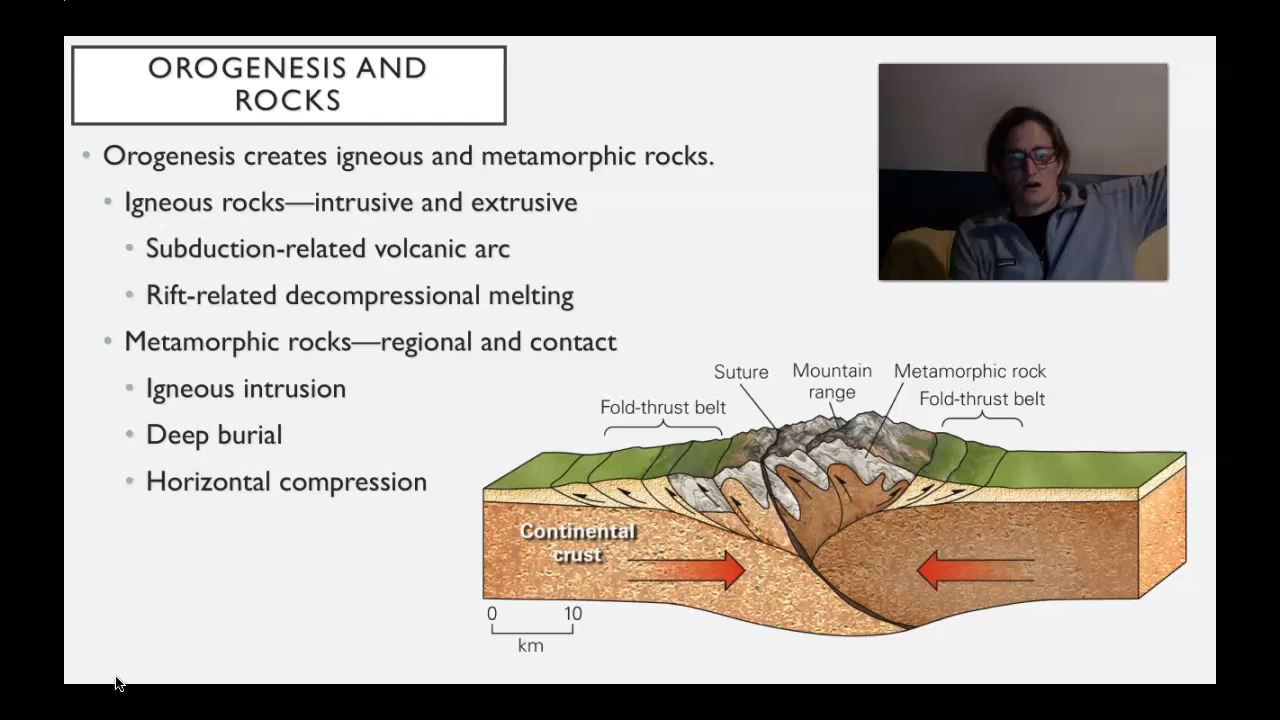 OROGENESIS AND
ROCKS
• Orogenesis creates igneous and metamorphic rocks.
• Igneous rocks—intrusive and extrusive
• Subduction-related volcanic arc
• Rift-related decompressional melting
• Metamorphic rocks—regional and contact
• Igneous intrusion
• Deep burial
• Horizontal compression
Suture
Mountain
range
Metamorphic rock
Fold-thrust belt
Fold-thrust belt
Continental
crust
0 10
km